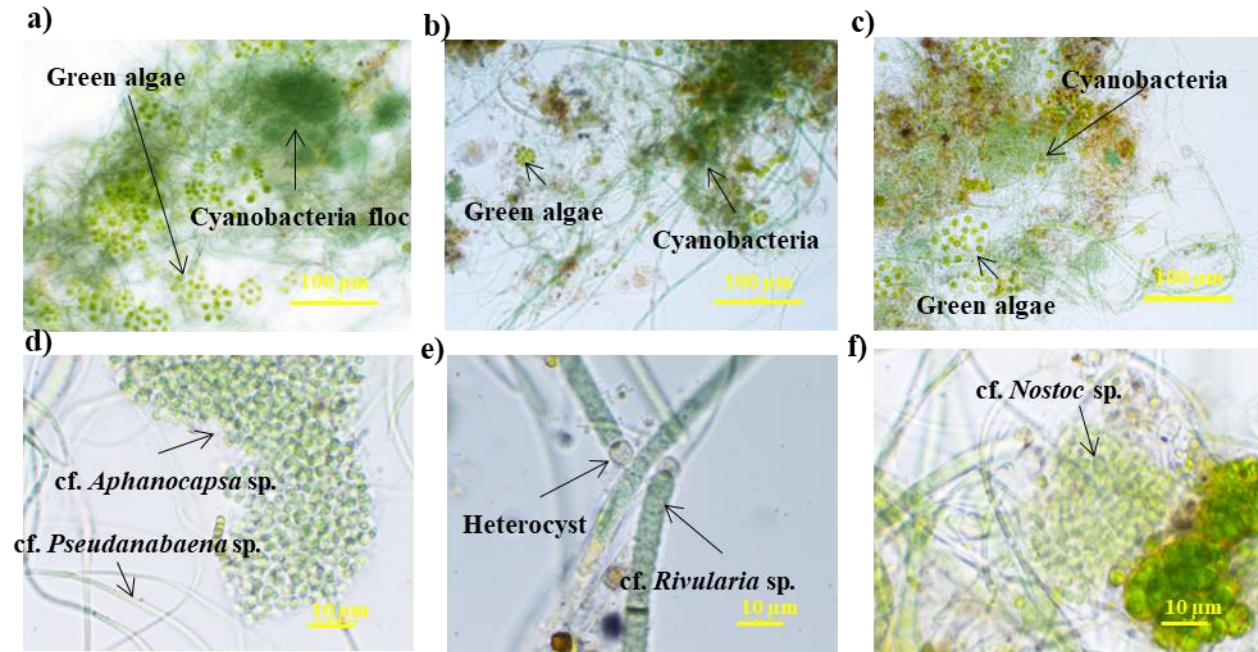 a)
Green algae
Cyanobacteria floc
100 µm
b)
Green algae
Cyanobacteria
100 µm
c)
Cyanobacteria
Green algae
100 µm
d)
cf. Aphanocapsa sp.
cf. Pseudanabaena sp.
10 µm
e)
Heterocyst
cf. Rivularia sp.
10 µm
f)
cf. Nostoc sp.
10 µm